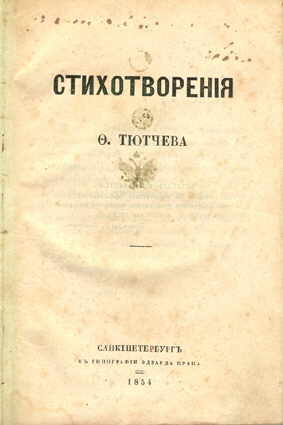 СТИХОТВОРЕНІЯ
Ѳ. ТЮТЧЕВА
САНКТПЕТЕРБУРГЪ
ВЪ ТИПОГРАФІИ ЭДУАРДА ПРАЦА
1854